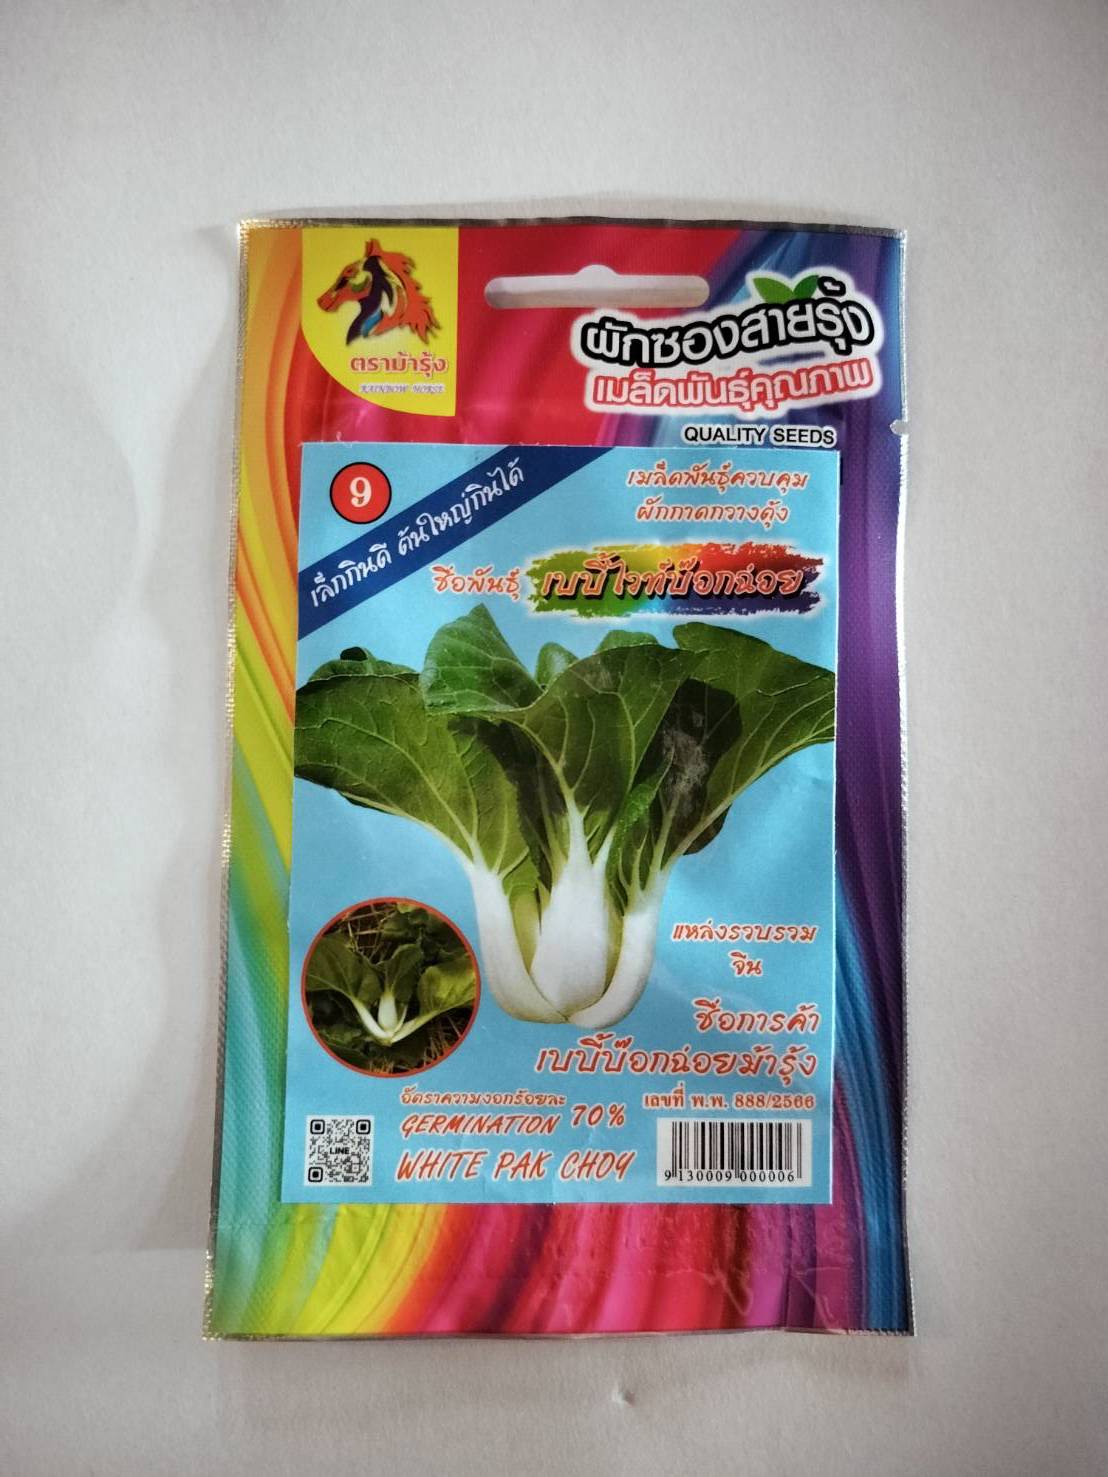 ตราม้ารุ้ง
RAINBOW HORSE
ผักซองสายรุ้ง
เมล็ดพันธุ์คุณภาพ
QUALITY SEEDS
9
เล็กกินดี ต้นใหญ่กินได้
เมล็ดพันธุ์ควบคุม
ผักกาดกวางตุ้ง
ชื่อพันธุ์ เบบี้ไวท์บ๊อกฉ่อย
แหล่งรวบรวม
จีน
ชื่อการค้า
เบบี้บ๊อกฉ่อยม้ารุ้ง
อัตราความงอกร้อยละ
GERMINATION 70%
เลขที่ พ.พ. 888/2566
LINE
WHITE PAK CHOY
9 130009 000006